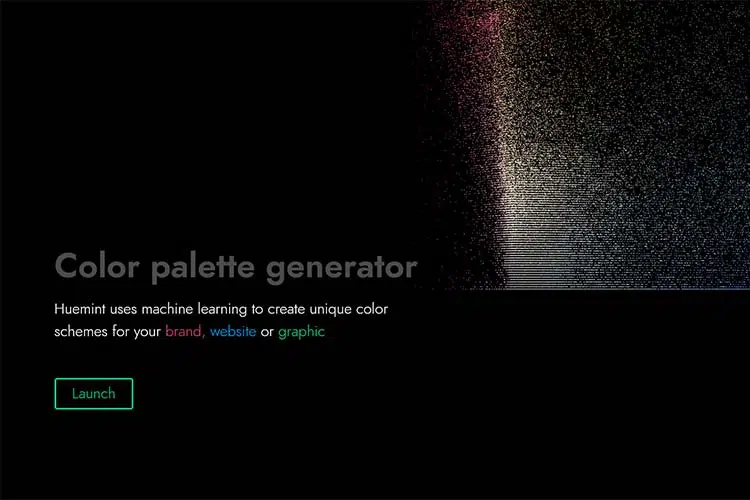 Color palette generator
Huemint uses machine learning to create unique color
schemes for your brand, website or graphic
Launch